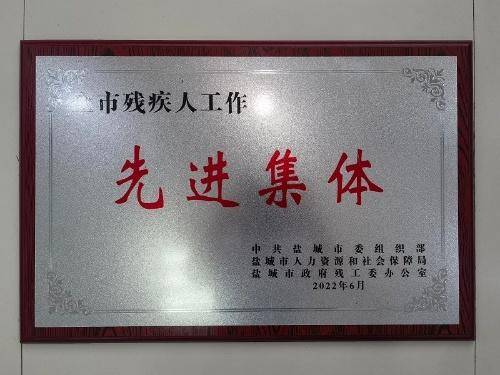 市残疾人工作
先进集体
中共盐城市委组织部
盐城市人力资源和社会保障局
盐城市政府残工委办公室
2022年6月